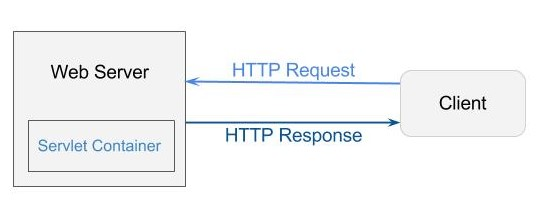 Web Server
Servlet Container
HTTP Request
HTTP Response
Client